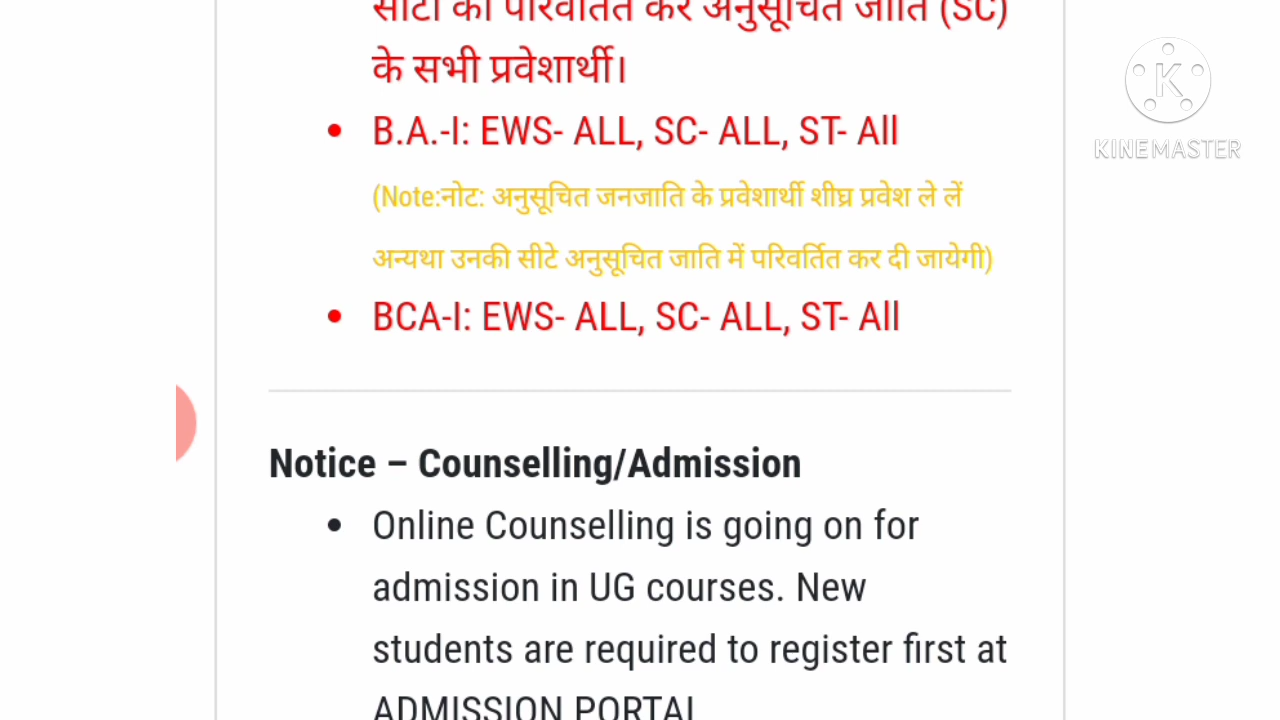 सीटों को परिवर्तित कर अनुसूचित जाति (SC)
के सभी प्रवेशार्थी।
• B.A.-I: EWS- ALL, SC- ALL, ST- All
(Note:नोट: अनुसूचित जनजाति के प्रवेशार्थी शीघ्र प्रवेश ले लें
अन्यथा उनकी सीटे अनुसूचित जाति में परिवर्तित कर दी जायेगी)
• BCA-I: EWS- ALL, SC- ALL, ST- All
Notice – Counselling/Admission
• Online Counselling is going on for
admission in UG courses. New
students are required to register first at
ADMISSION PORTAL
K
KINEMASTER